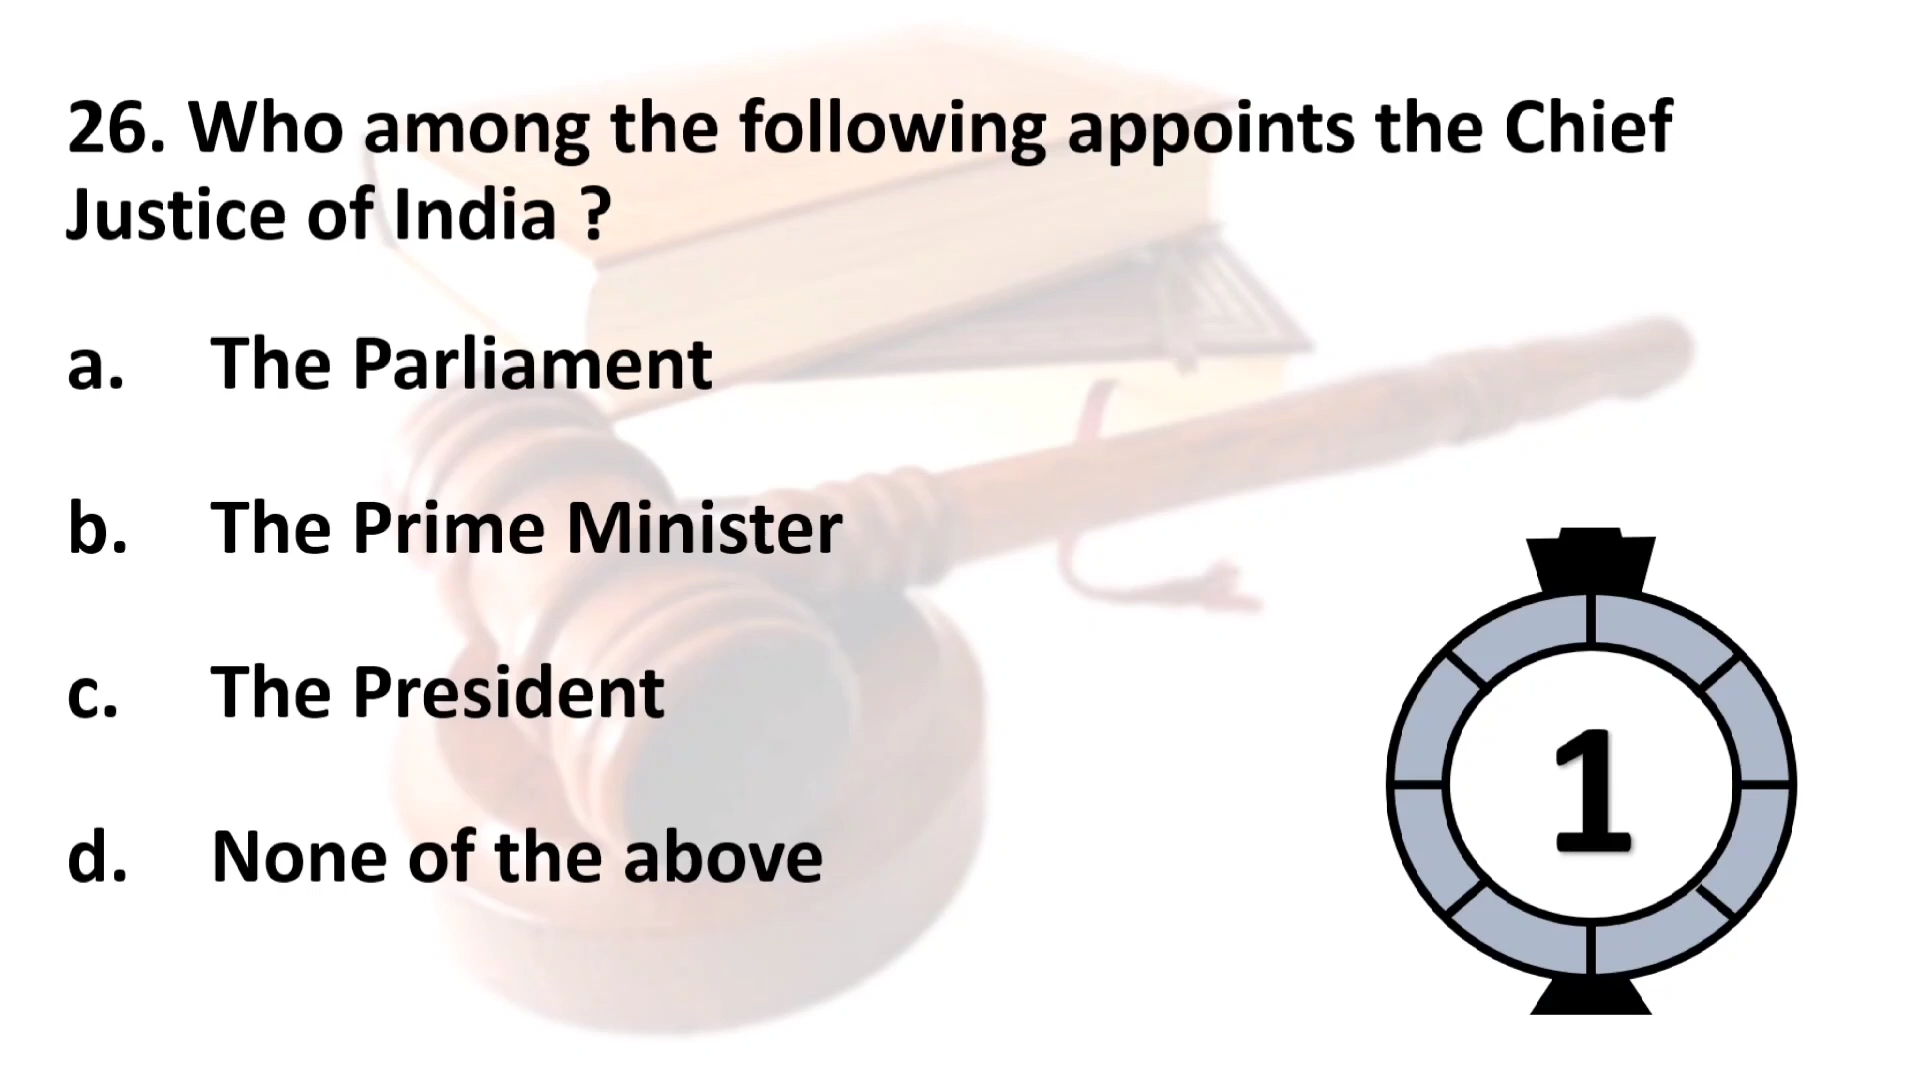 26. Who among the following appoints the Chief
Justice of India ?
a. The Parliament
b. The Prime Minister
c. The President
d. None of the above
1